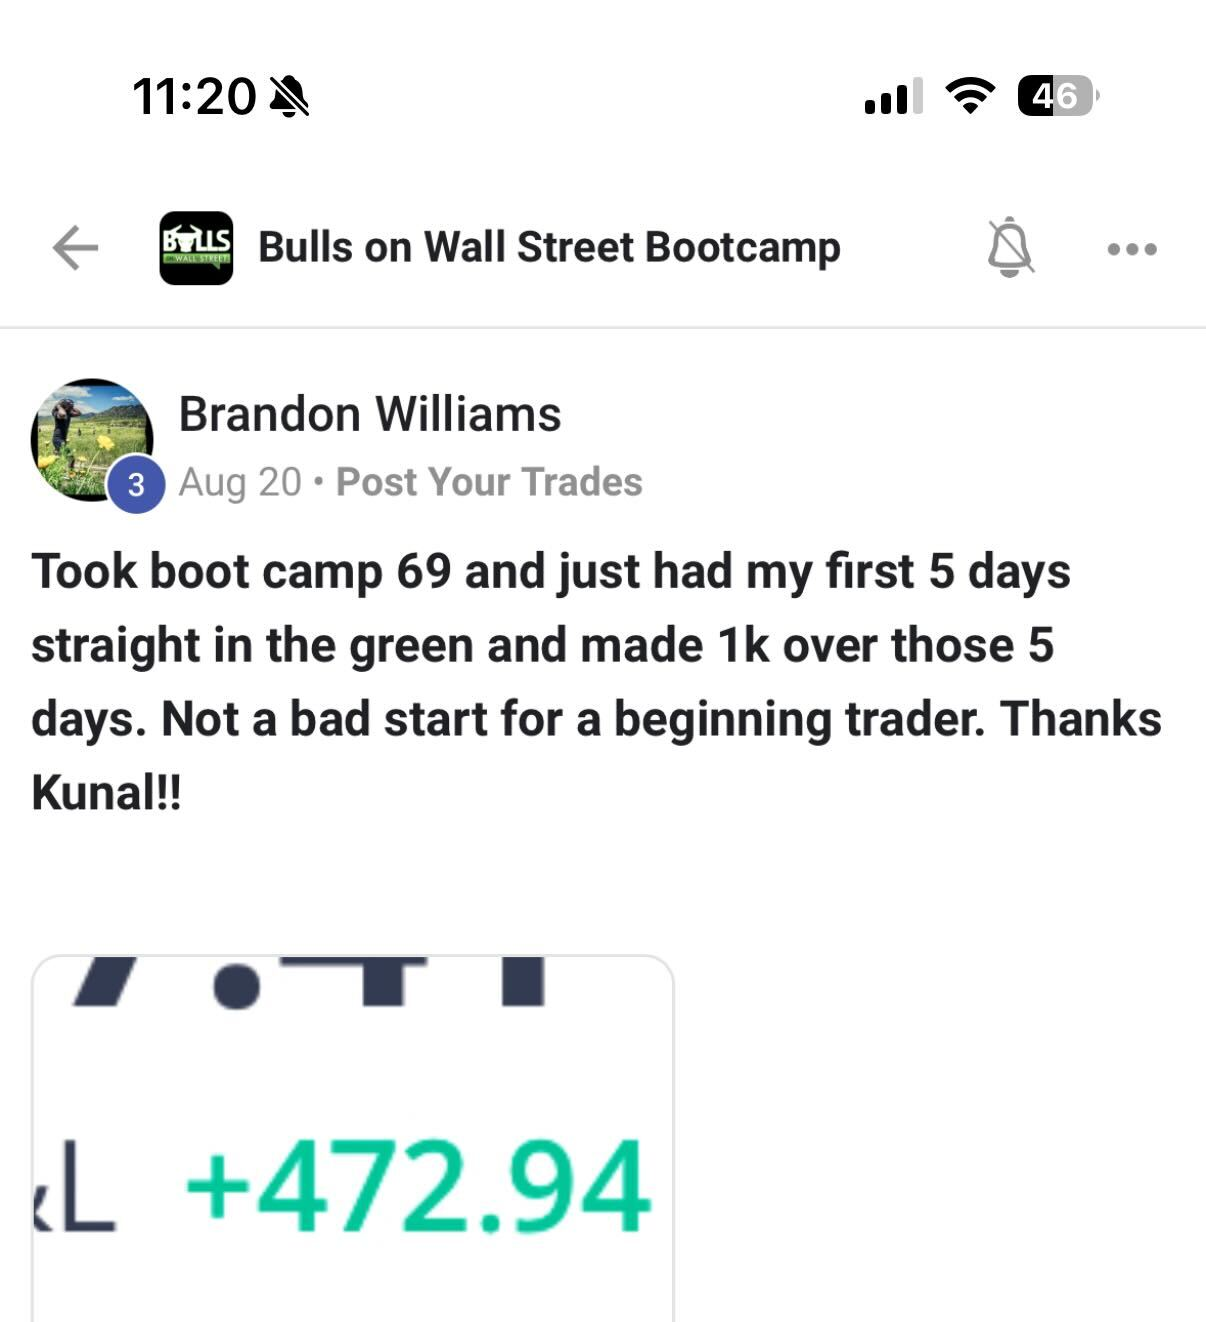 11:20
46
BULLS
ON WALL STREET
Bulls on Wall Street Bootcamp
Brandon Williams
3
Aug 20 • Post Your Trades
Took boot camp 69 and just had my first 5 days
straight in the green and made 1k over those 5
days. Not a bad start for a beginning trader. Thanks
Kunal!!
L +472.94